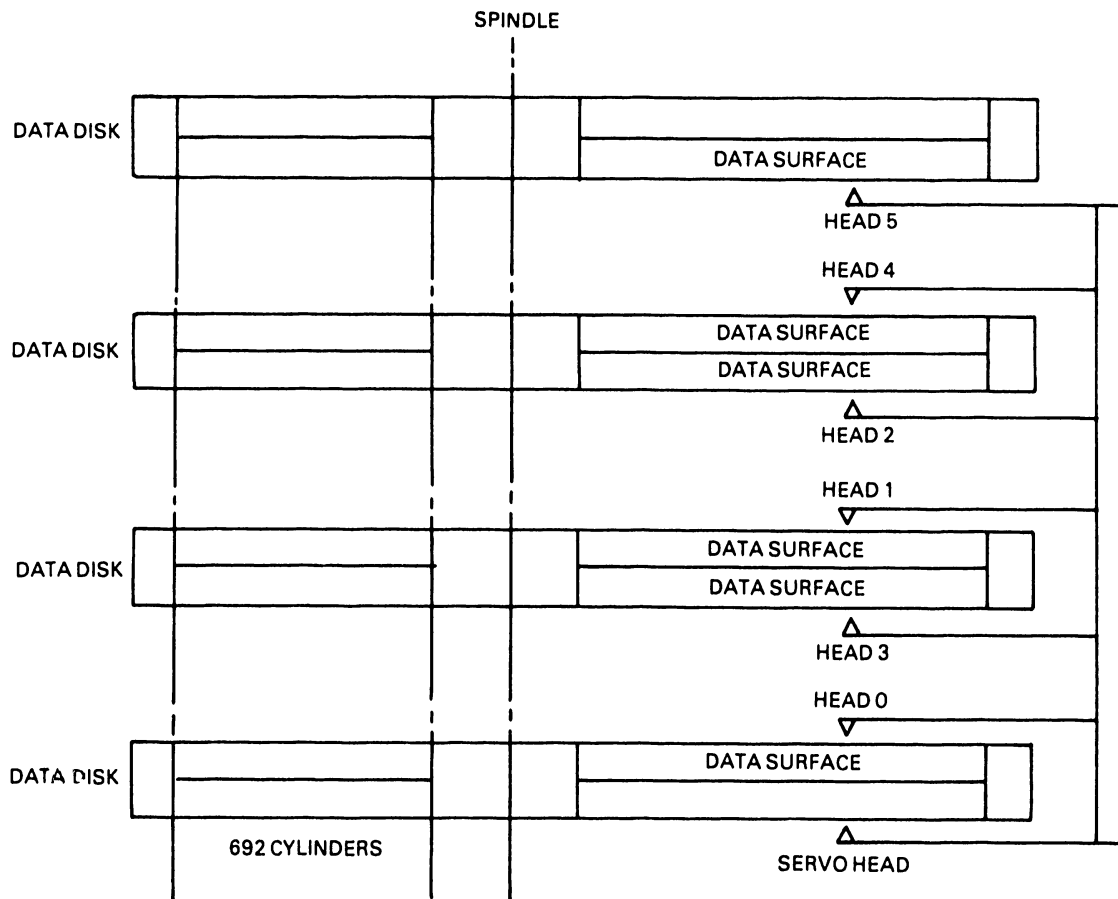 SPINDLE
DATA DISK
DATA SURFACE
HEAD 5
HEAD 4
DATA DISK
DATA SURFACE
DATA SURFACE
HEAD 2
HEAD 1
DATA DISK
DATA SURFACE
DATA SURFACE
HEAD 3
HEAD 0
DATA DISK
DATA SURFACE
692 CYLINDERS
SERVO HEAD